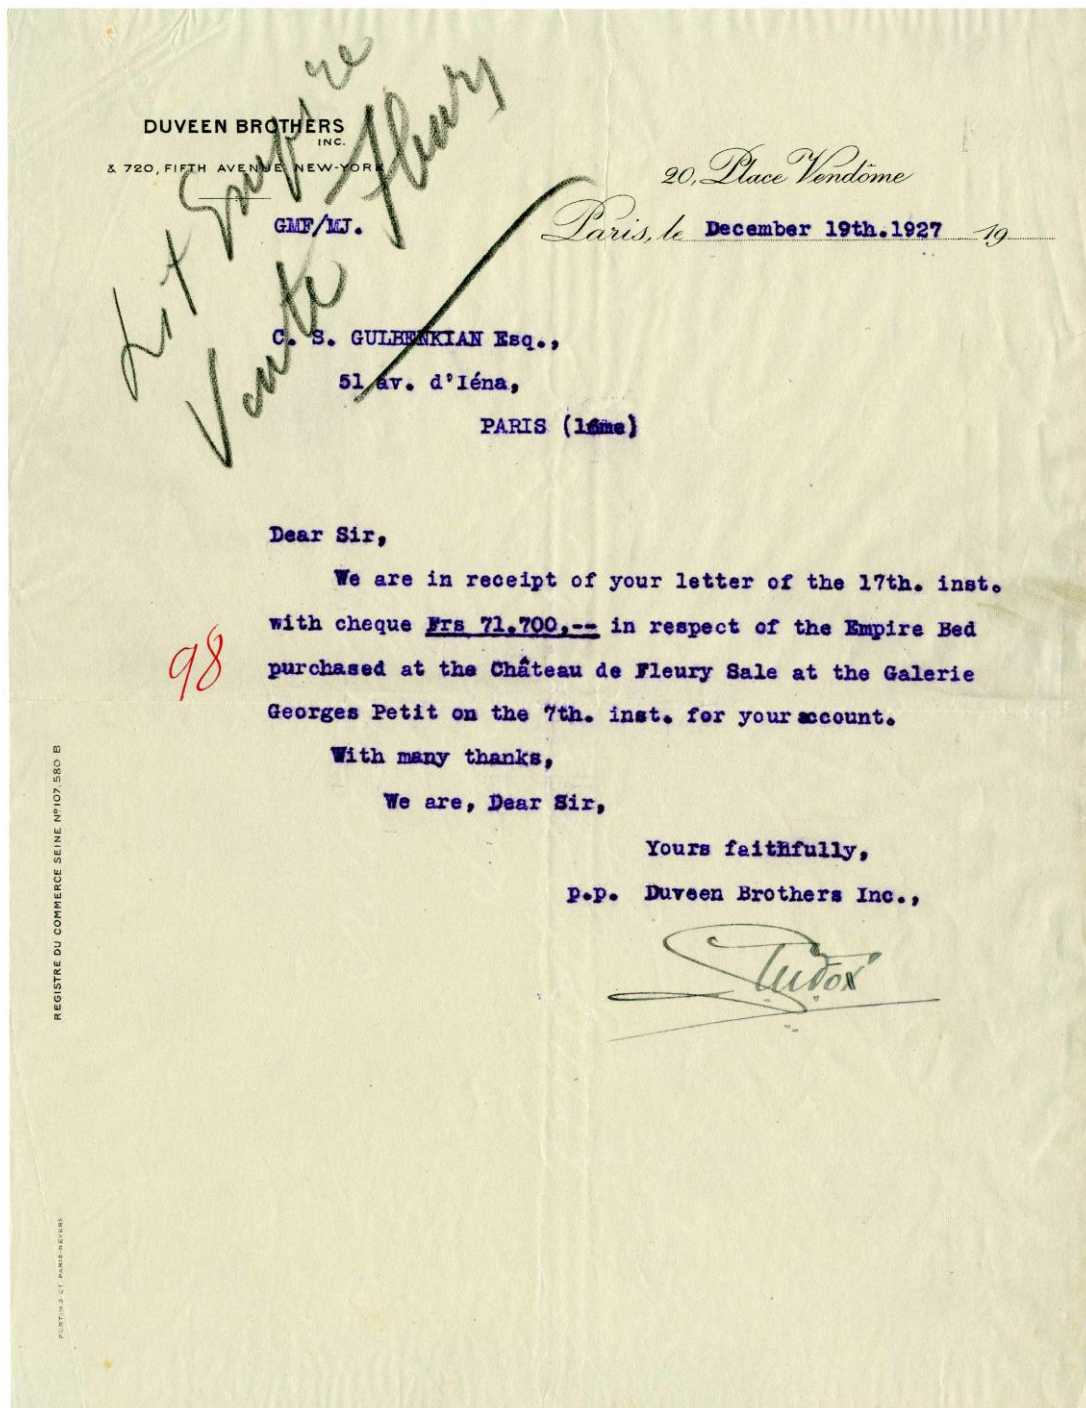 Lit Empire
Vente Fleury
DUVEEN BROTHERS
INC.
& 720, FIFTH AVENUE NEW-YORK
20, Place Vendôme
GMF/MJ.
Paris, le December 19th.1927 19
C. S. GULBENKIAN Esq.,
51 av. d'Iéna,
PARIS (16me)
Dear Sir,
We are in receipt of your letter of the 17th. inst.
with cheque Frs 71.700,-- in respect of the Empire Bed
98
purchased at the Château de Fleury Sale at the Galerie
Georges Petit on the 7th. inst. for your account.
With many thanks,
We are, Dear Sir,
Yours faithfully,
p.p. Duveen Brothers Inc.,
REGISTRE DU COMMERCE SEINE Nº107.580 B
PARIS-NEVERS